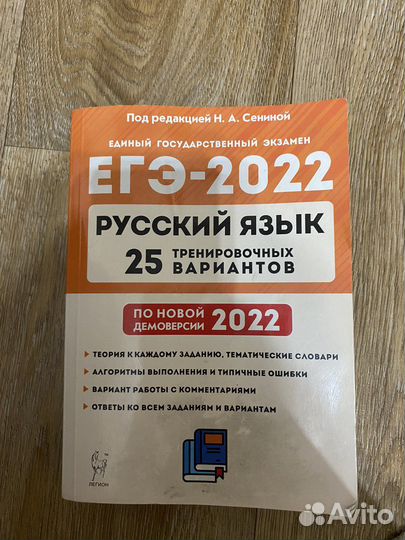 Под редакцией Н. А. Сениной
ЕДИНЫЙ ГОСУДАРСТВЕННЫЙ ЭКЗАМЕН
ЕГЭ-2022
РУССКИЙ ЯЗЫК
25 ТРЕНИРОВОЧНЫХ
ВАРИАНТОВ
ПО НОВОЙ
ДЕМОВЕРСИИ 2022
ТЕОРИЯ К КАЖДОМУ ЗАДАНИЮ, ТЕМАТИЧЕСКИЕ СЛОВАРИ
АЛГОРИТМЫ ВЫПОЛНЕНИЯ И ТИПИЧНЫЕ ОШИБКИ
ВАРИАНТ РАБОТЫ С КОММЕНТАРИЯМИ
ОТВЕТЫ КО ВСЕМ ЗАДАНИЯМ И ВАРИАНТАМ
ЛЕГИОН
Avito